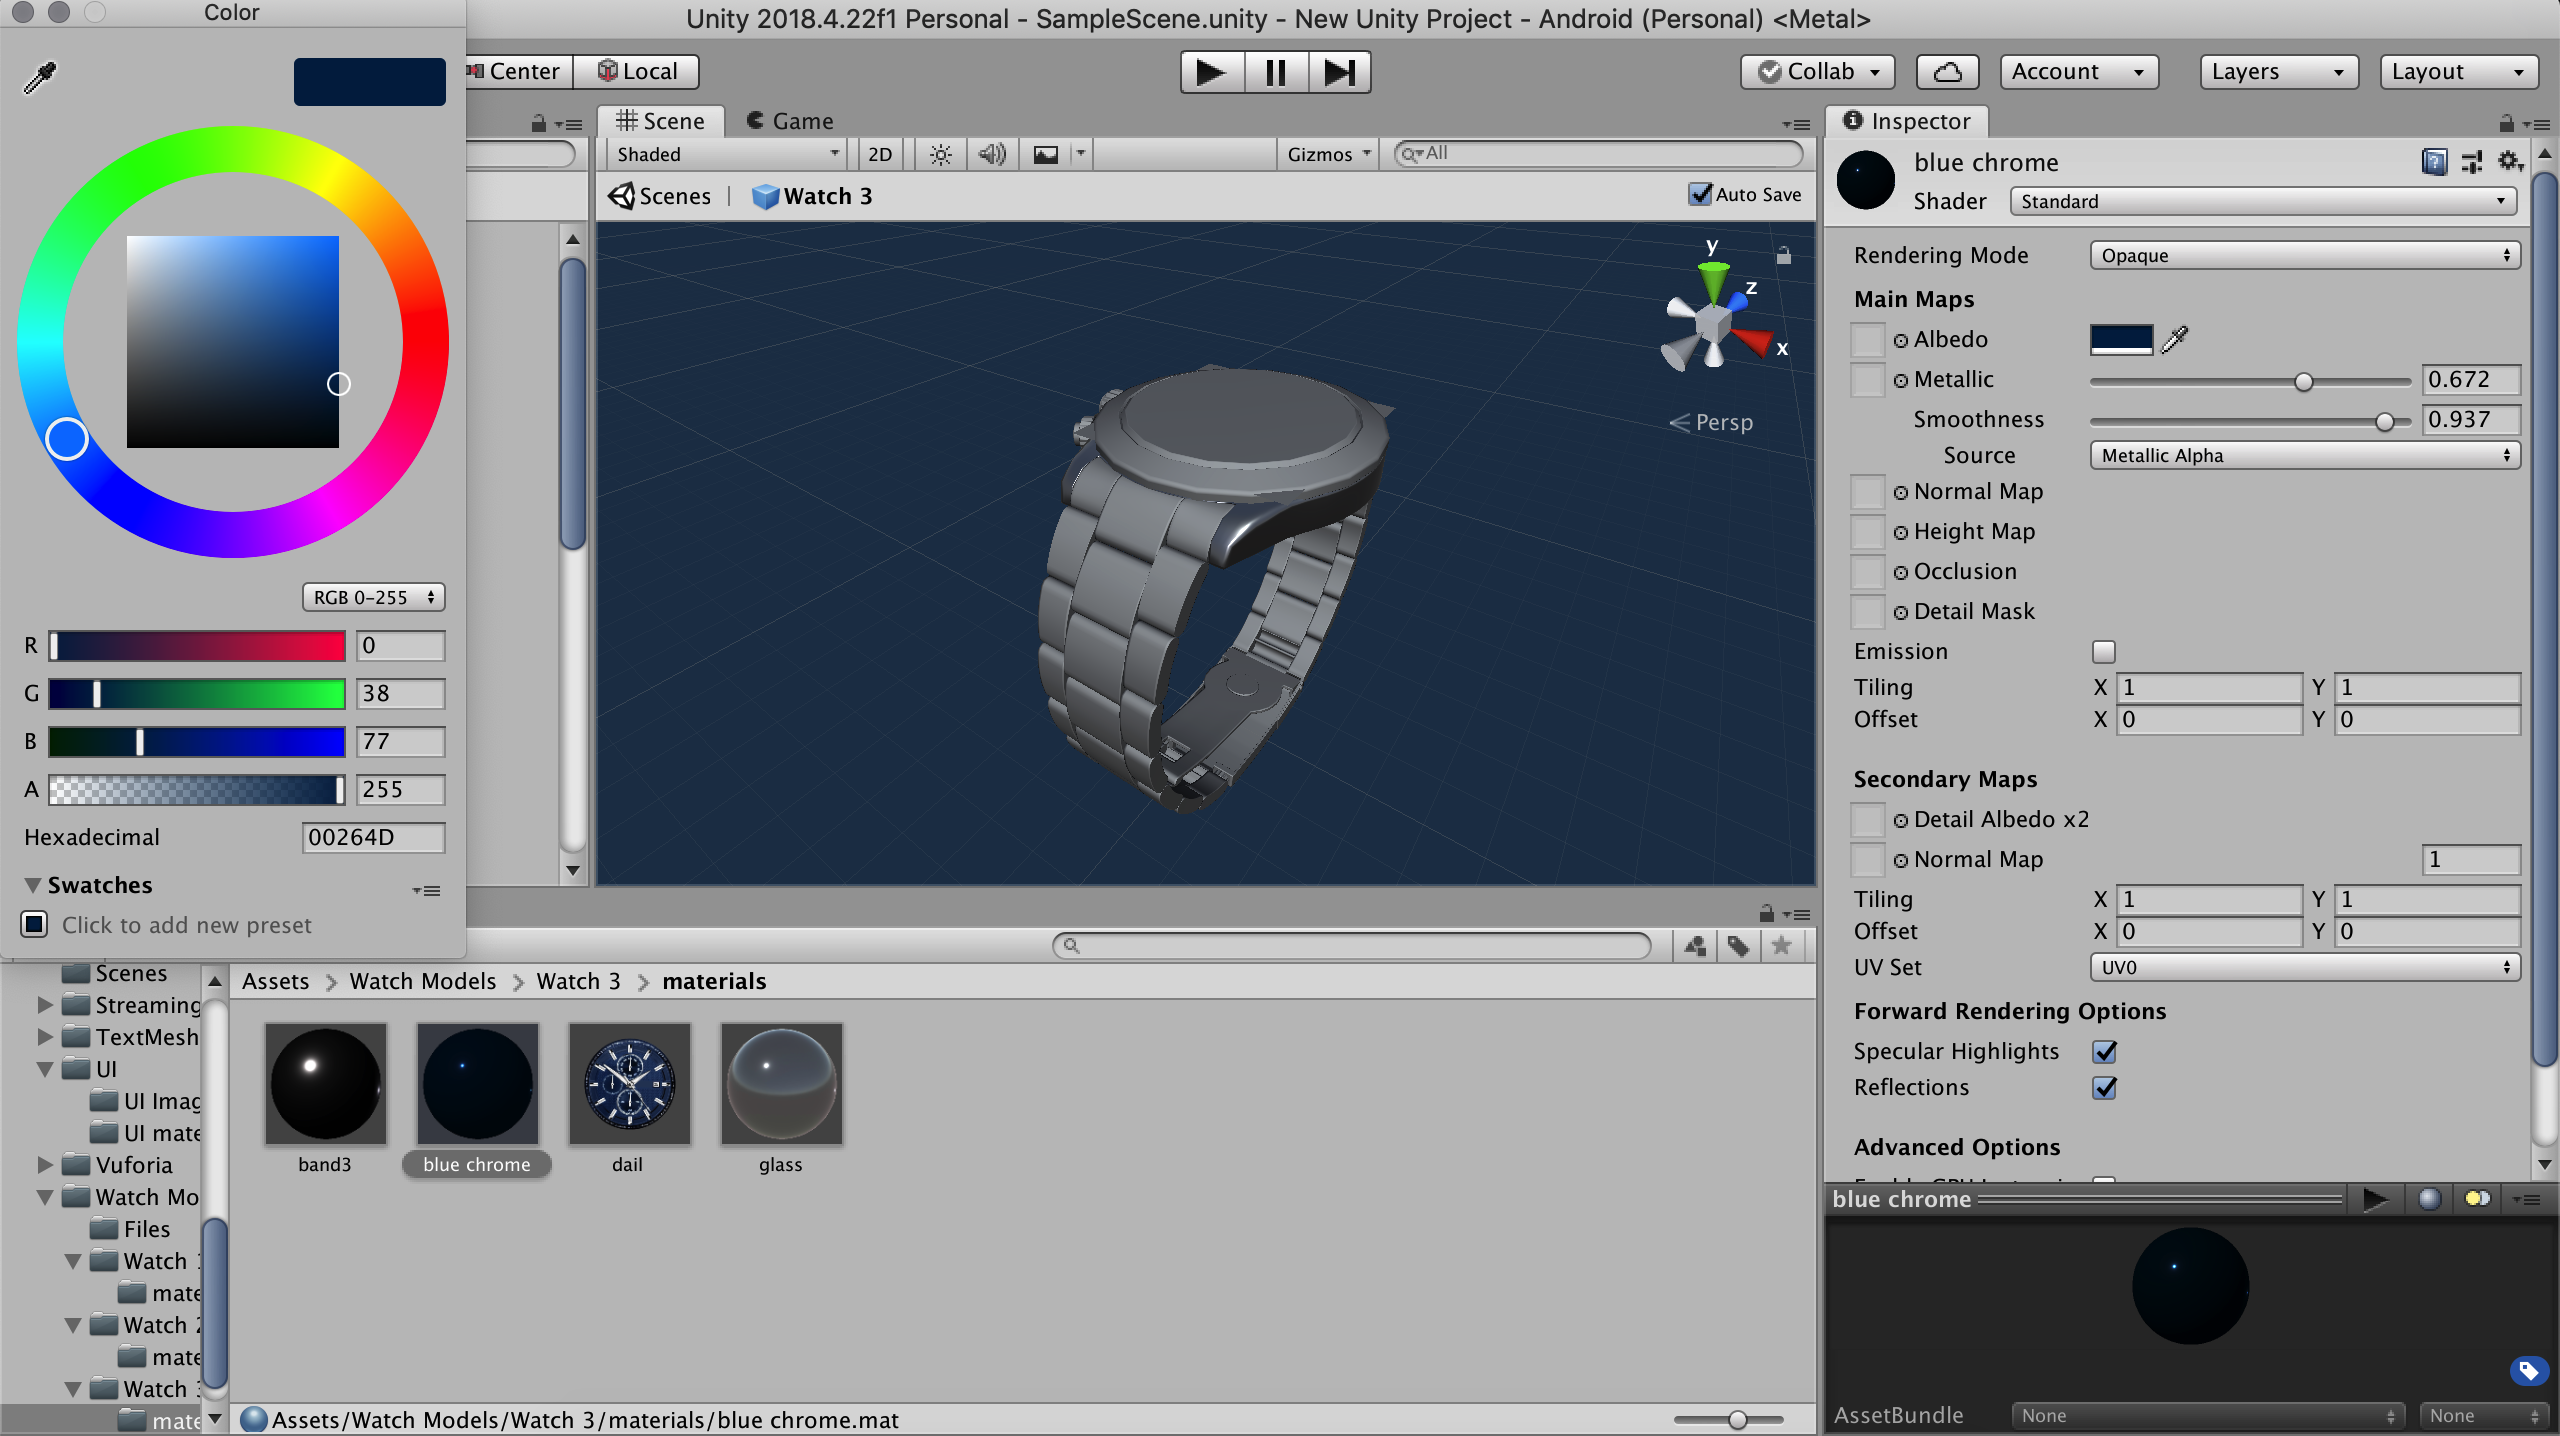 Color
Unity 2018.4.22f1 Personal - SampleScene.unity - New Unity Project - Android (Personal) <Metal>
Center
Local
Collab
Account
Layers
Layout
Scene
Game
Inspector
Shaded
2D
Gizmos
All
Scenes
Watch 3
Auto Save
y
z
x
Persp
RGB 0-255
R
0
G
38
B
77
A
255
Hexadecimal
00264D
Swatches
Click to add new preset
blue chrome
Shader
Standard
Rendering Mode
Opaque
Main Maps
Albedo
Metallic
0.672
Smoothness
0.937
Source
Metallic Alpha
Normal Map
Height Map
Occlusion
Detail Mask
Emission
Tiling X 1 Y 1
Offset X 0 Y 0
Secondary Maps
Detail Albedo x2
Normal Map
1
Tiling X 1 Y 1
Offset X 0 Y 0
UV Set
UV0
Forward Rendering Options
Specular Highlights
Reflections
Advanced Options
blue chrome
AssetBundle
None
None
Scenes
Streaming
TextMesh
UI
UI Imag
UI mate
Vuforia
Watch Mo
Files
Watch
mate
Watch
mate
Watch
mate
Assets > Watch Models > Watch 3 > materials
band3
blue chrome
dail
glass
Assets/Watch Models/Watch 3/materials/blue chrome.mat